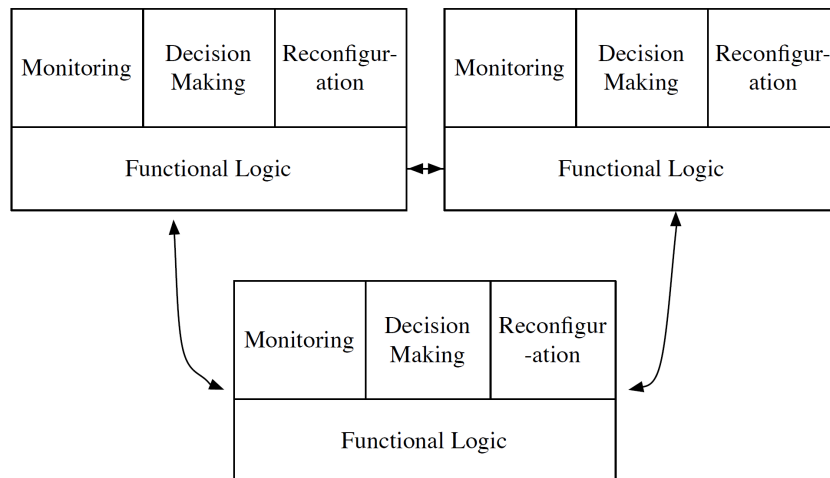 Monitoring
Decision
Making
Reconfigur-
ation
Functional Logic
Monitoring
Decision
Making
Reconfigur-
ation
Functional Logic
Monitoring
Decision
Making
Reconfigur
-ation
Functional Logic